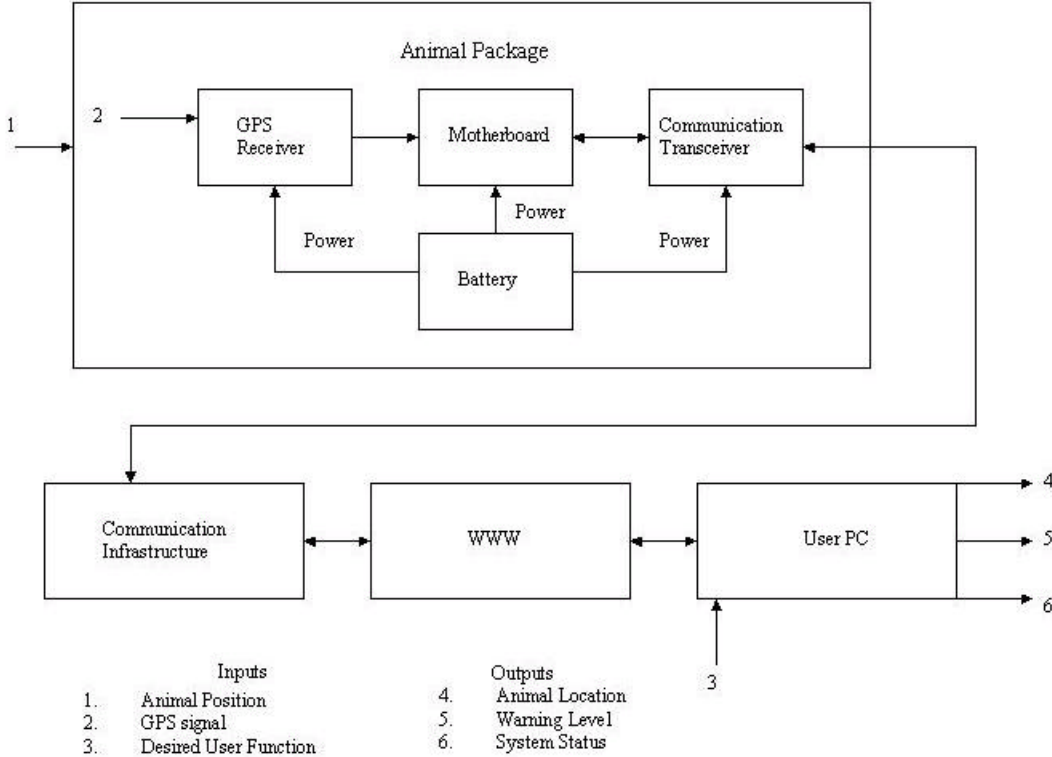 Animal Package
1
2
GPS
Receiver
Motherboard
Communication
Transceiver
Power
Power
Power
Battery
Communication
Infrastructure
WWW
User PC
4
5
6
3
Inputs
1. Animal Position
2. GPS signal
3. Desired User Function
Outputs
4. Animal Location
5. Warning Level
6. System Status